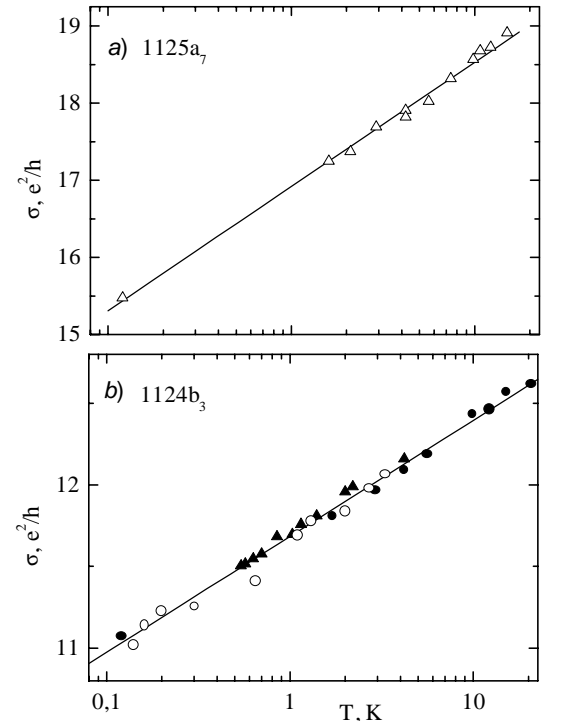 19
a) 1125a₇
18
σ, e²/h
17
16
15
b) 1124b₃
12
σ, e²/h
11
0,1 1 10
T, K